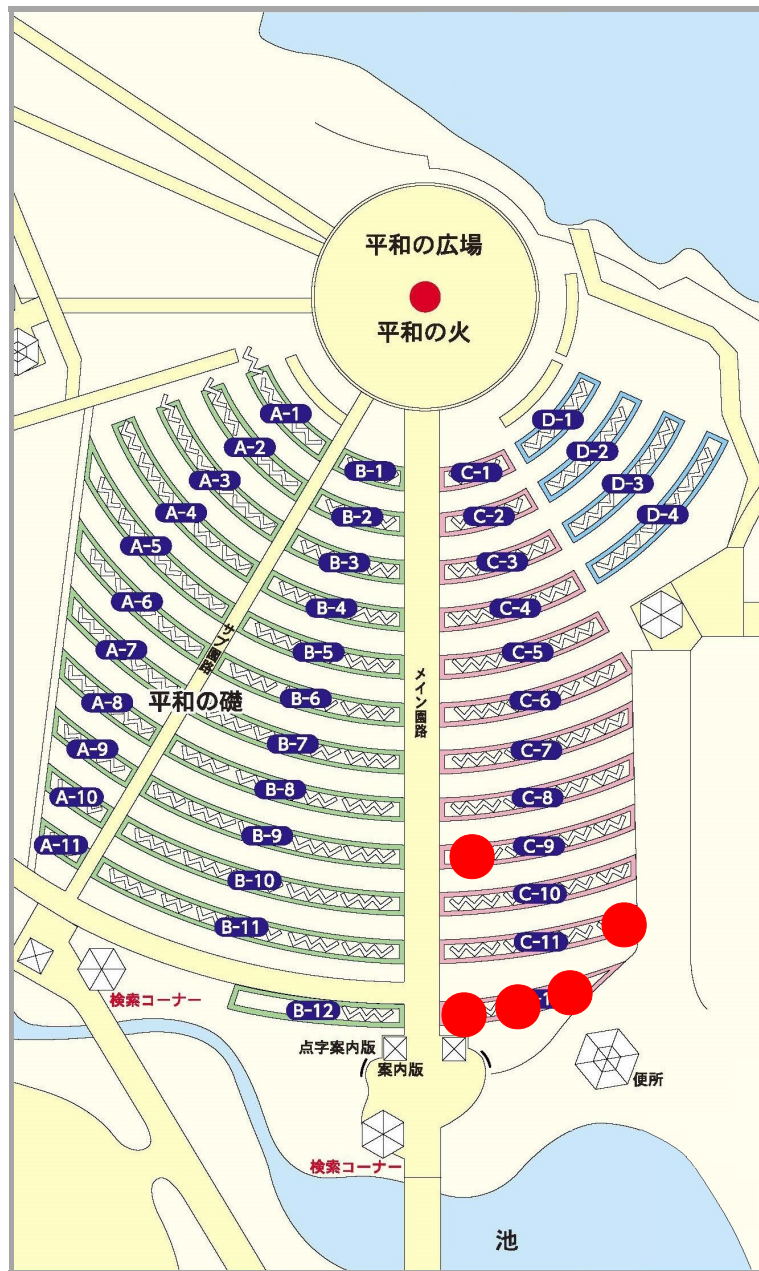 平和の広場
平和の火
A-1
A-2
A-3
A-4
A-5
A-6
A-7
A-8
A-9
A-10
A-11
B-1
B-2
B-3
B-4
B-5
B-6
B-7
B-8
B-9
B-10
B-11
B-12
C-1
C-2
C-3
C-4
C-5
C-6
C-7
C-8
C-9
C-10
C-11
D-1
D-2
D-3
D-4
サブ園路
メイン園路
平和の礎
検索コーナー
点字案内版
案内版
便所
検索コーナー
池